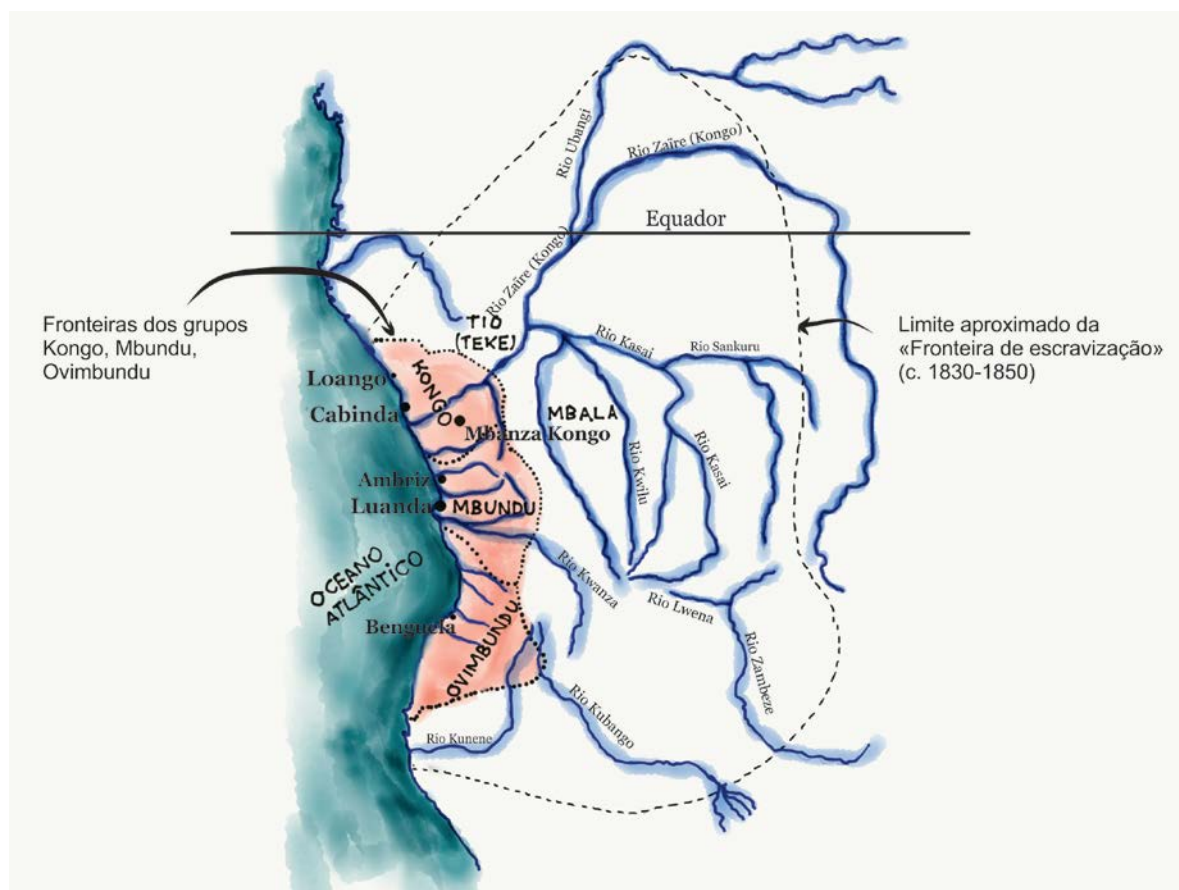 Rio Ubangi
Rio Zaïre (Kongo)
Equador
Rio Zaïre (Kongo)
Fronteiras dos grupos
Kongo, Mbundu,
Ovimbundu
TIO
(TEKE)
Limite aproximado da
«Fronteira de escravização»
(c. 1830-1850)
Rio Kasai
Rio Sankuru
KONGO
Loango
Cabinda
MBALA
Mbanza Kongo
Rio Kwilu
Rio Kasai
Ambriz
Luanda
MBUNDU
OCEANO
ATLÂNTICO
Rio Kwanza
Rio Lwena
Benguela
OVIMBUNDU
Rio Zambeze
Rio Kubango
Rio Kunene